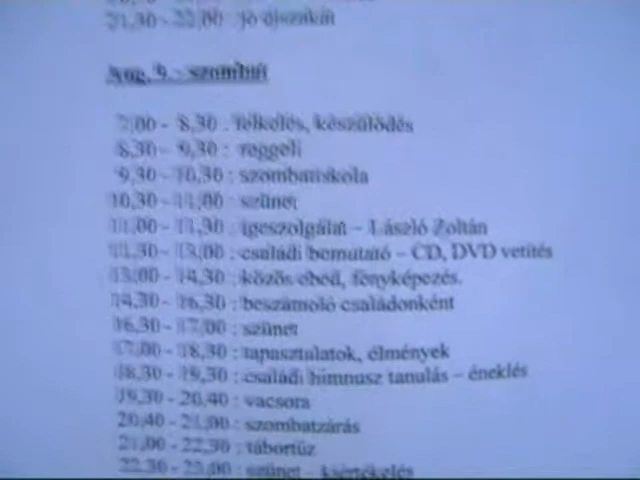 21,30 - 22,00 : jó éjszakát
Aug. 9. - szombat
7,00 - 8,30 : felkelés, készülődés
8,30 - 9,30 : reggeli
9,30 - 10,30 : szombatiskola
10,30 - 11,00 : szünet
11,00 - 11,30 : igeszolgálat – László Zoltán
11,30 - 13,00 : családi bemutató – CD, DVD vetítés
13,00 - 14,30 : közös ebéd, fényképezés.
14,30 - 16,30 : beszámoló családonként
16,30 - 17,00 : szünet
17,00 - 18,30 : tapasztalatok, élmények
18,30 - 19,30 : családi himnusz tanulás – éneklés
19,30 - 20,40 : vacsora
20,40 - 21,00 : szombatzárás
21,00 - 22,30 : tábortűz
22,30 - 23,00 : szünet – kiértékelés